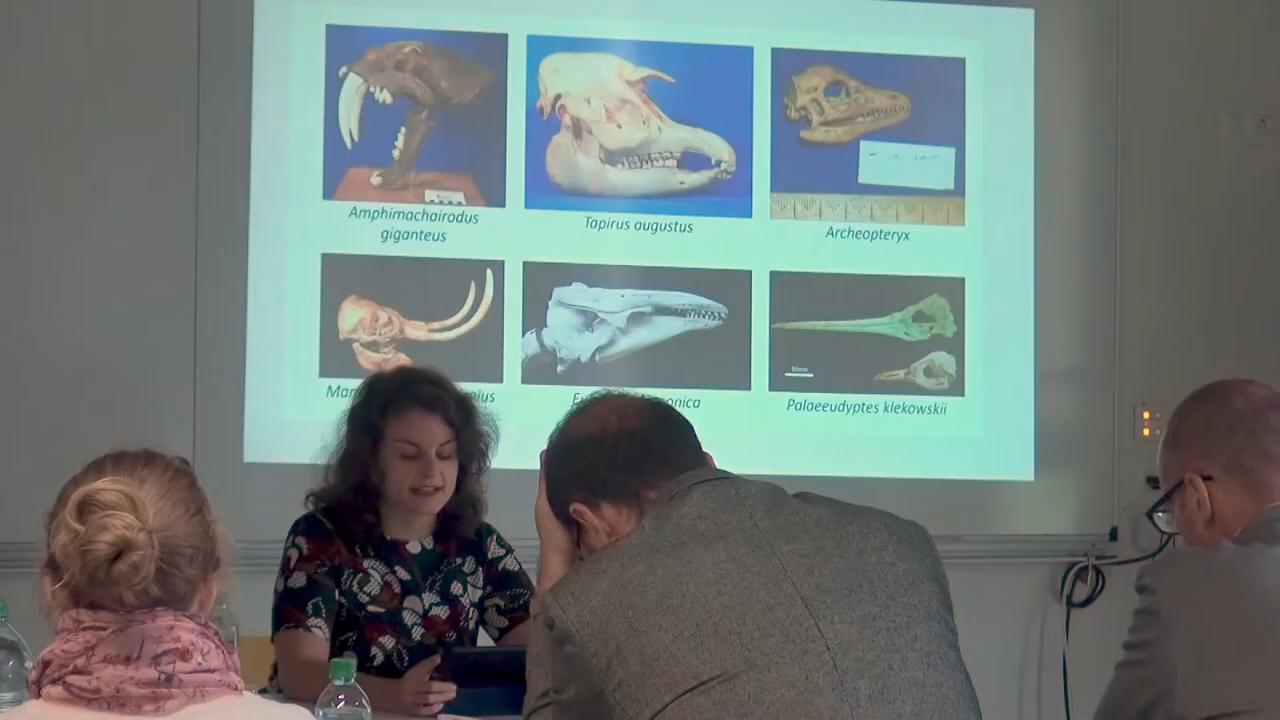 Amphimachairodus
giganteus
Tapirus augustus
Archeopteryx
Palaeeudyptes klekowskii